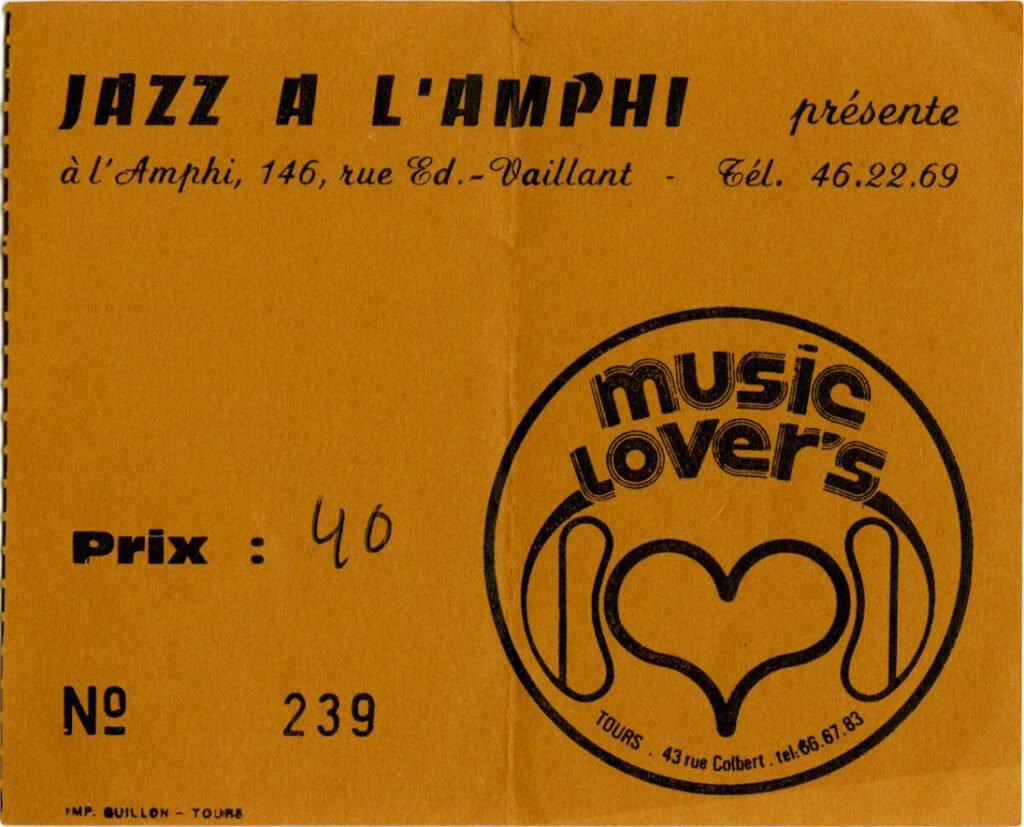 JAZZ A L'AMPHI présente
à l'Amphi, 146, rue Ed.-Vaillant - Tél. 46.22.69
music
lover's
Prix : 40
Nº 239
TOURS . 43 rue Colbert . tel:66.67.83
IMP. GUILLON - TOURS